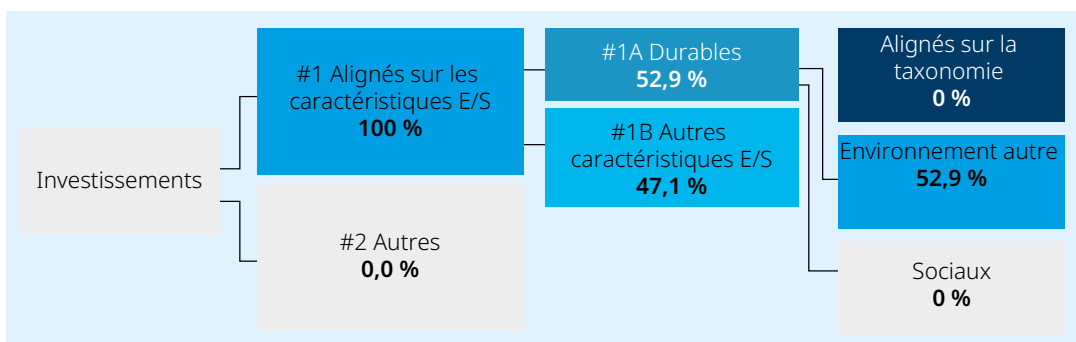 Investissements
#1 Alignés sur les
caractéristiques E/S
100 %
#2 Autres
0,0 %
#1A Durables
52,9 %
#1B Autres
caractéristiques E/S
47,1 %
Alignés sur la
taxonomie
0 %
Environnement autre
52,9 %
Sociaux
0 %